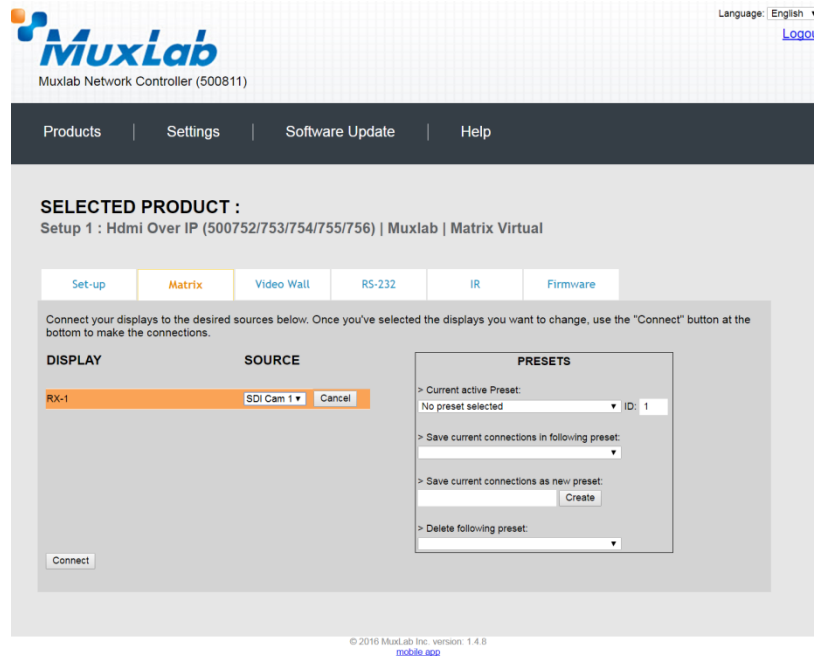 Language: English
Logou
MuxLab
Muxlab Network Controller (500811)
Products | Settings | Software Update | Help
SELECTED PRODUCT :
Setup 1 : Hdmi Over IP (500752/753/754/755/756) | Muxlab | Matrix Virtual
Set-up Matrix Video Wall RS-232 IR Firmware
Connect your displays to the desired sources below. Once you've selected the displays you want to change, use the "Connect" button at the
bottom to make the connections.
DISPLAY SOURCE
RX-1 SDI Cam 1 Cancel
PRESETS
> Current active Preset:
No preset selected ID: 1
> Save current connections in following preset:
> Save current connections as new preset:
Create
> Delete following preset:
Connect
© 2016 MuxLab Inc. version: 1.4.8
mobile app